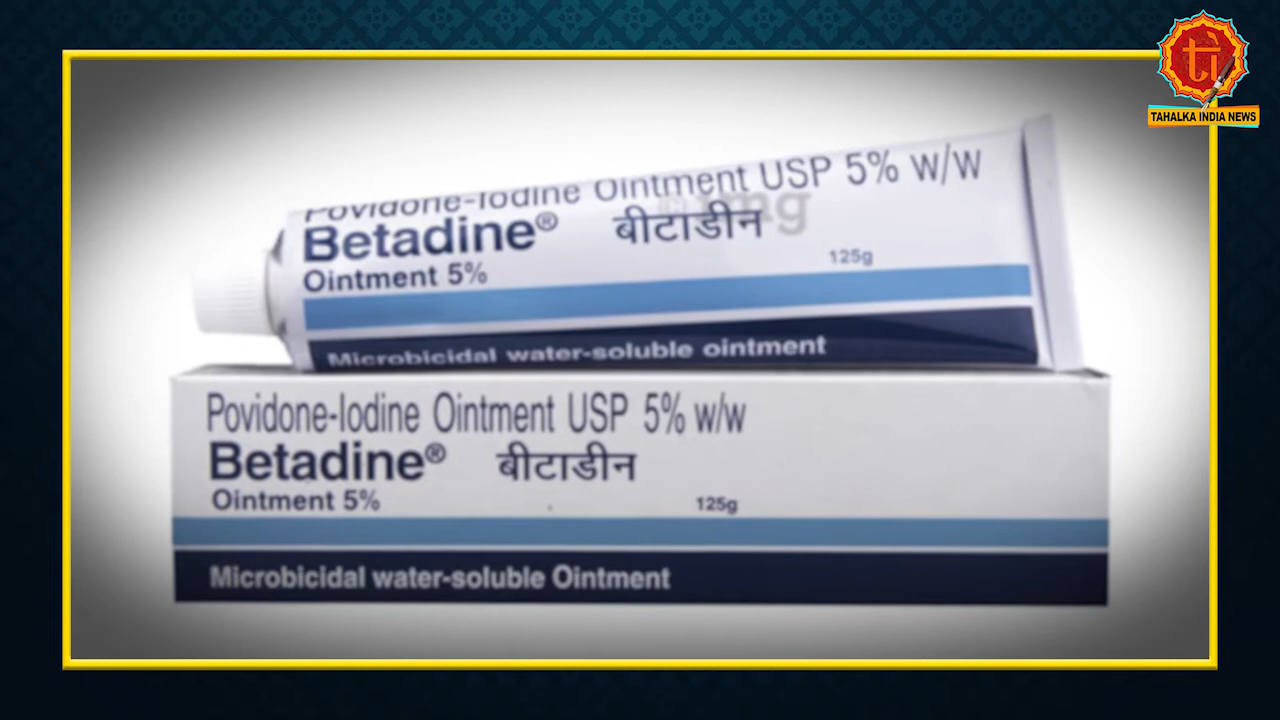 TAHALKA INDIA NEWS
Povidone-Iodine Ointment USP 5% w/w
Betadine® बीटाडीन
Ointment 5% 125g
Microbicidal water-soluble ointment
Povidone-Iodine Ointment USP 5% w/w
Betadine® बीटाडीन
Ointment 5% 125g
Microbicidal water-soluble Ointment